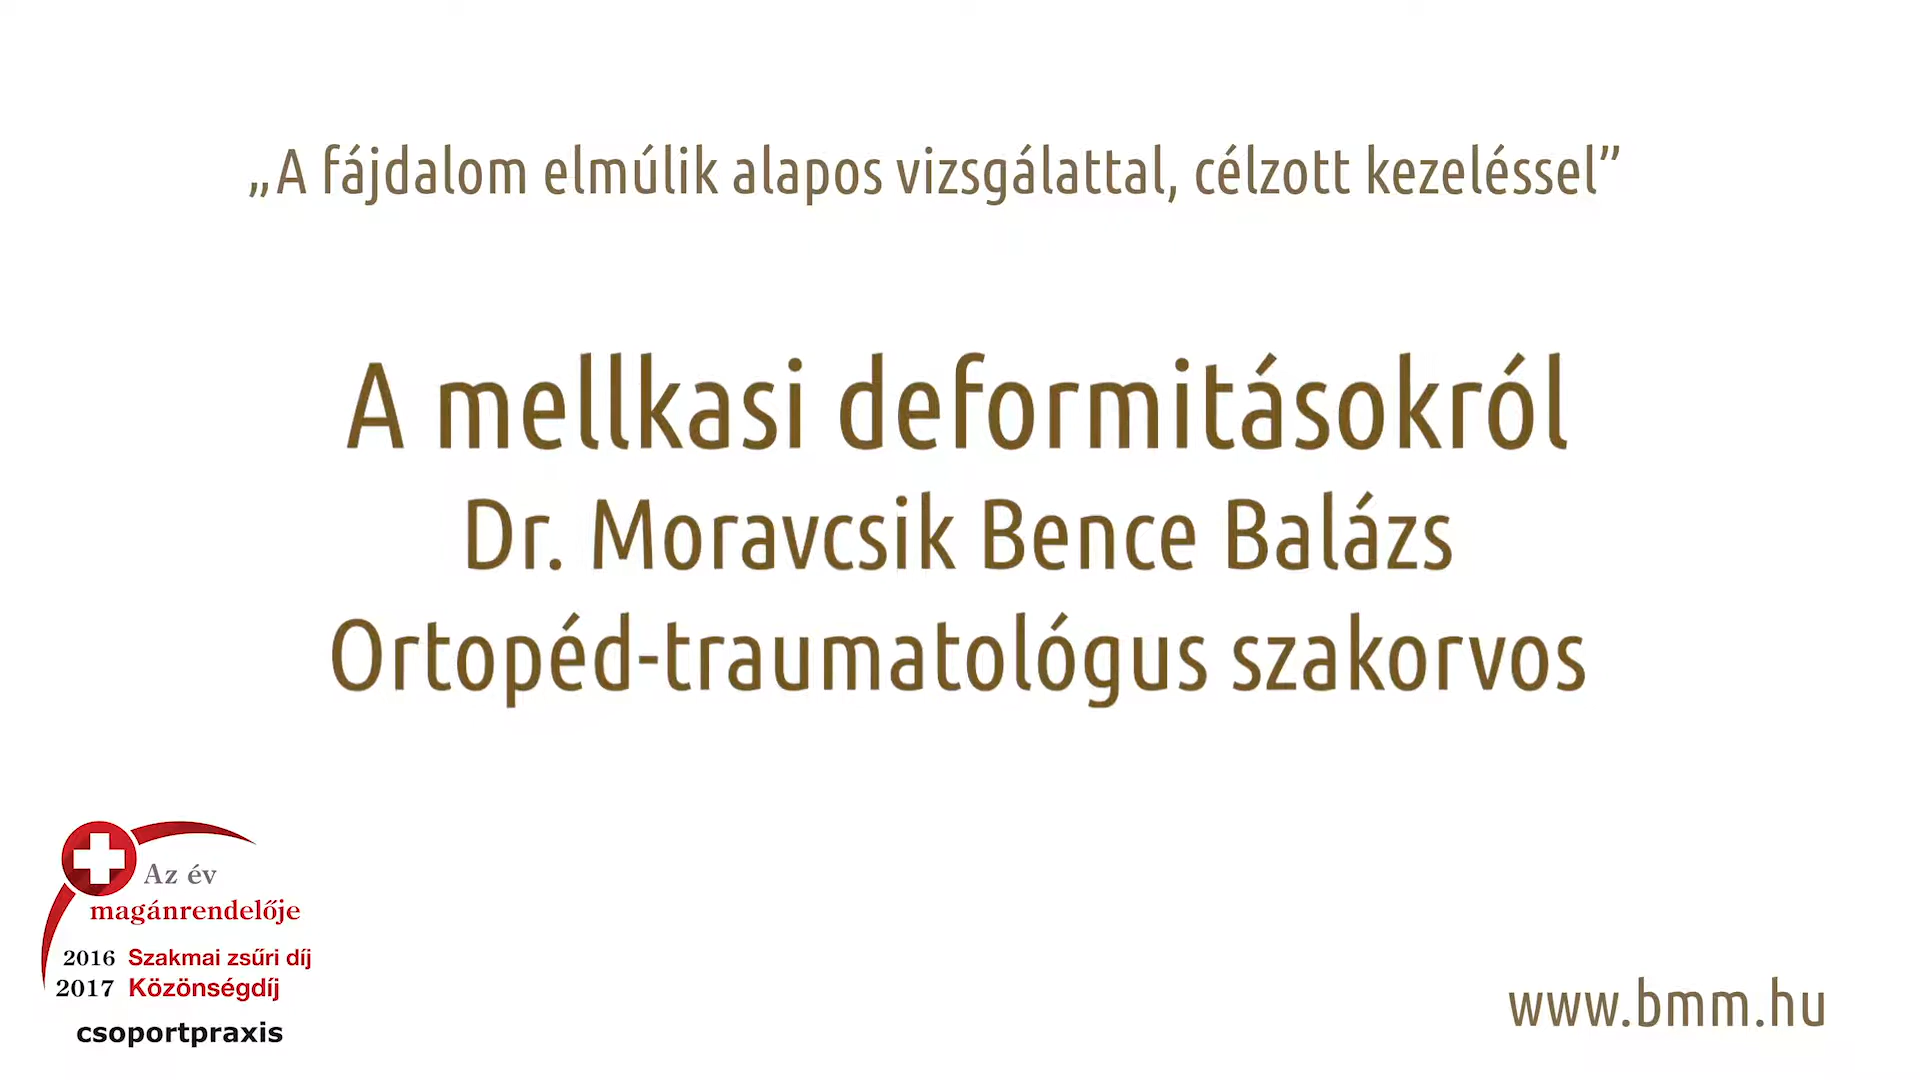 „A fájdalom elmúlik alapos vizsgálattal, célzott kezeléssel”
A mellkasi deformitásokról
Dr. Moravcsik Bence Balázs
Ortopéd-traumatológus szakorvos
Az év
magánrendelője
2016 Szakmai zsűri díj
2017 Közönségdíj
csoportpraxis
www.bmm.hu